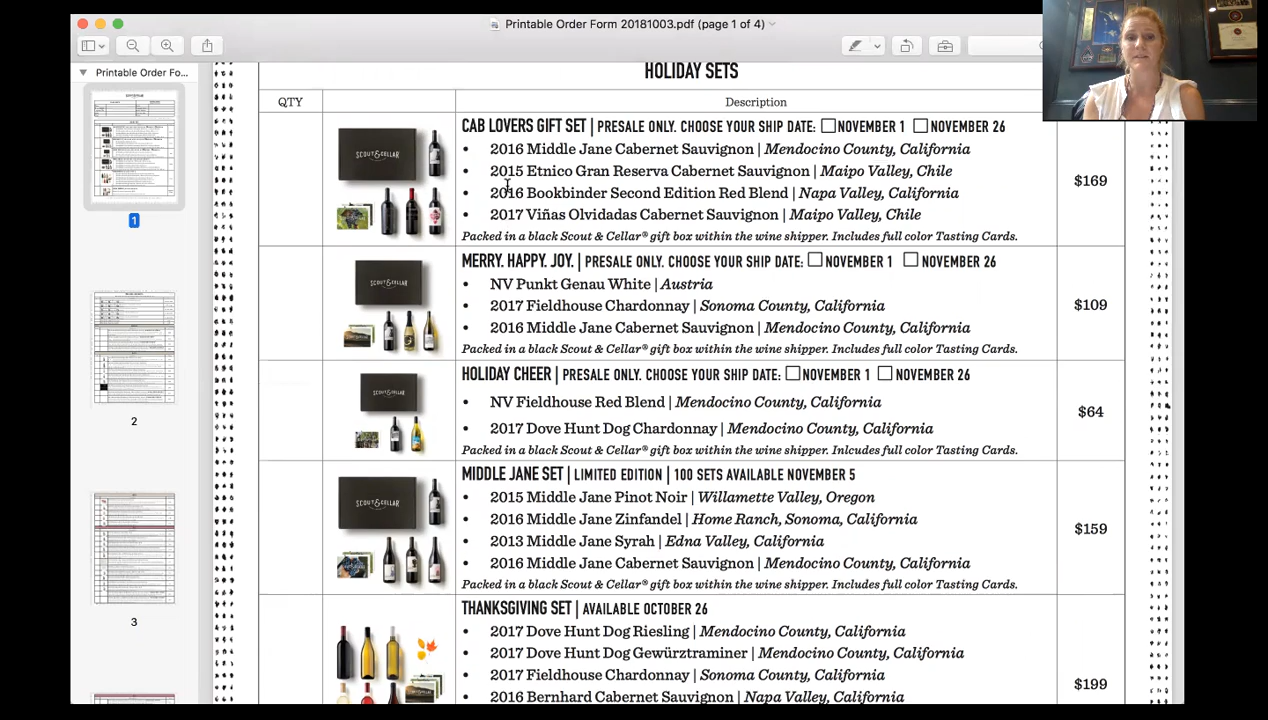 Printable Order Form 20181003.pdf (page 1 of 4)
Printable Order Fo...
1
2
3
HOLIDAY SETS
QTY
Description
CAB LOVERS GIFT SET | PRESALE ONLY. CHOOSE YOUR SHIP DATE: NOVEMBER 1 NOVEMBER 26
• 2016 Middle Jane Cabernet Sauvignon | Mendocino County, California
• 2015 Etnico Gran Reserva Cabernet Sauvignon | Maipo Valley, Chile
• 2016 Bookbinder Second Edition Red Blend | Napa Valley, California
• 2017 Viñas Olvidadas Cabernet Sauvignon | Maipo Valley, Chile
Packed in a black Scout & Cellar® gift box within the wine shipper. Includes full color Tasting Cards.
$169
SCOUT & CELLAR
MERRY. HAPPY. JOY. | PRESALE ONLY. CHOOSE YOUR SHIP DATE: NOVEMBER 1 NOVEMBER 26
• NV Punkt Genau White | Austria
• 2017 Fieldhouse Chardonnay | Sonoma County, California
• 2016 Middle Jane Cabernet Sauvignon | Mendocino County, California
Packed in a black Scout & Cellar® gift box within the wine shipper. Includes full color Tasting Cards.
$109
SCOUT & CELLAR
HOLIDAY CHEER | PRESALE ONLY. CHOOSE YOUR SHIP DATE: NOVEMBER 1 NOVEMBER 26
• NV Fieldhouse Red Blend | Mendocino County, California
• 2017 Dove Hunt Dog Chardonnay | Mendocino County, California
Packed in a black Scout & Cellar® gift box within the wine shipper. Inlcudes full color Tasting Cards.
$64
SCOUT & CELLAR
MIDDLE JANE SET | LIMITED EDITION | 100 SETS AVAILABLE NOVEMBER 5
• 2015 Middle Jane Pinot Noir | Willamette Valley, Oregon
• 2016 Middle Jane Zinfandel | Home Ranch, Sonoma, California
• 2013 Middle Jane Syrah | Edna Valley, California
• 2016 Middle Jane Cabernet Sauvignon | Mendocino County, California
Packed in a black Scout & Cellar® gift box within the wine shipper. Includes full color Tasting Cards.
$159
SCOUT & CELLAR
THANKSGIVING SET | AVAILABLE OCTOBER 26
• 2017 Dove Hunt Dog Riesling | Mendocino County, California
• 2017 Dove Hunt Dog Gewürztraminer | Mendocino County, California
• 2017 Fieldhouse Chardonnay | Sonoma County, California
• 2016 Bernhard Cabernet Sauvignon | Napa Valley, California
$199